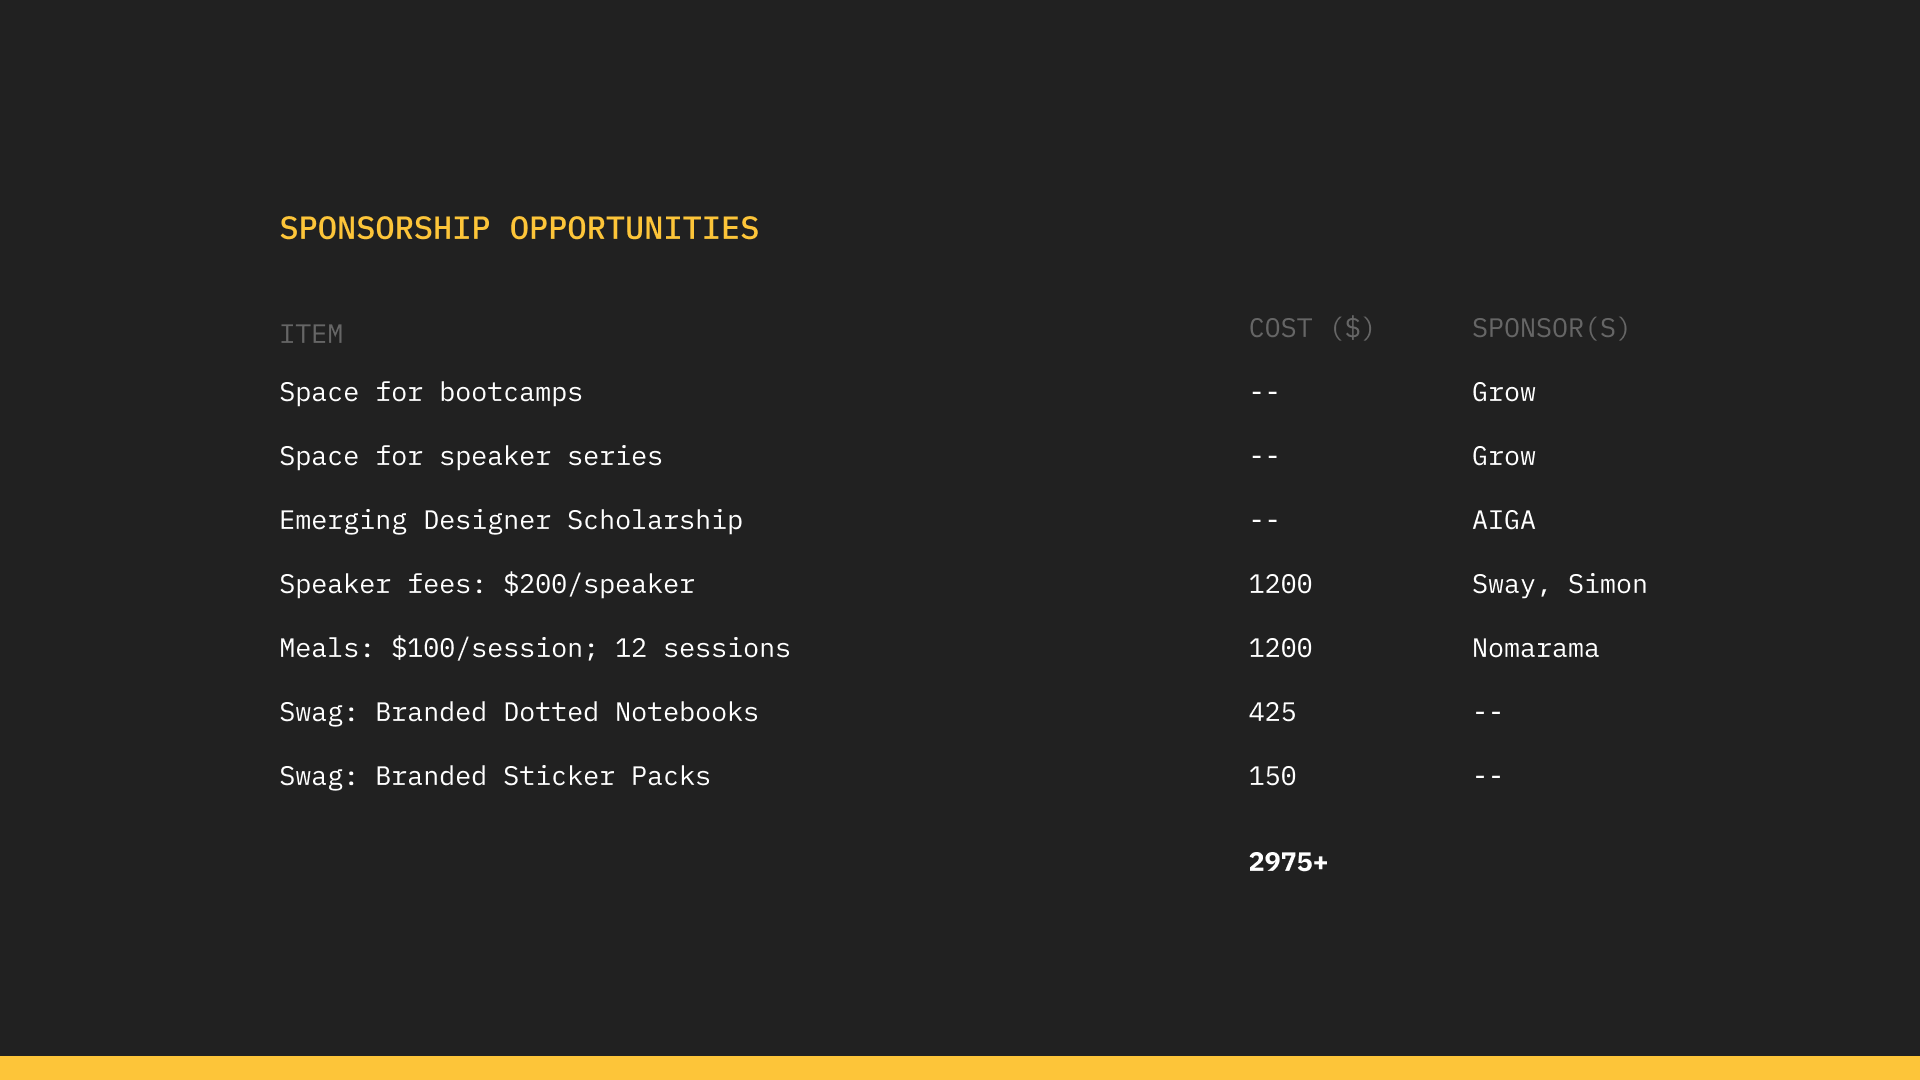 SPONSORSHIP OPPORTUNITIES
ITEM COST ($) SPONSOR(S)
Space for bootcamps -- Grow
Space for speaker series -- Grow
Emerging Designer Scholarship -- AIGA
Speaker fees: $200/speaker 1200 Sway, Simon
Meals: $100/session; 12 sessions 1200 Nomarama
Swag: Branded Dotted Notebooks 425 --
Swag: Branded Sticker Packs 150 --
2975+